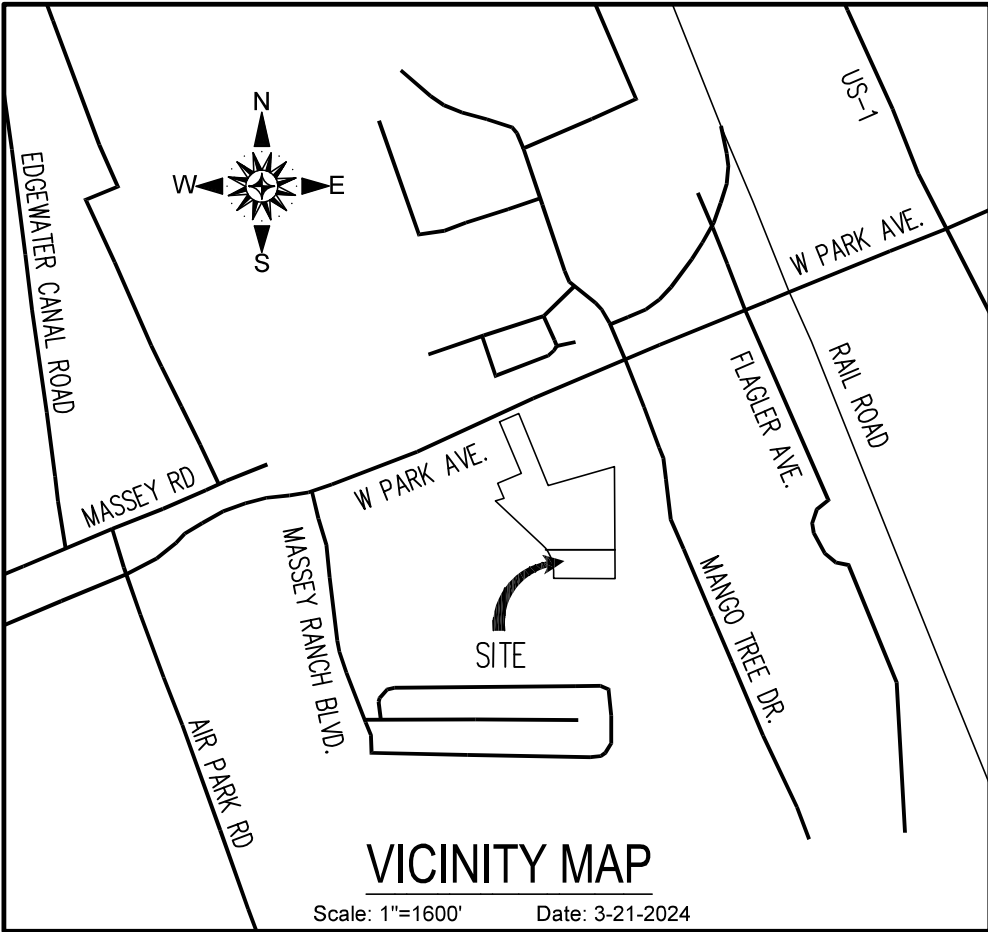 N
W
E
S
US-1
EDGEWATER CANAL ROAD
W PARK AVE.
FLAGLER AVE.
RAIL ROAD
W PARK AVE.
MASSEY RD
MASSEY RANCH BLVD.
MANGO TREE DR.
SITE
AIR PARK RD
VICINITY MAP
Scale: 1"=1600' Date: 3-21-2024